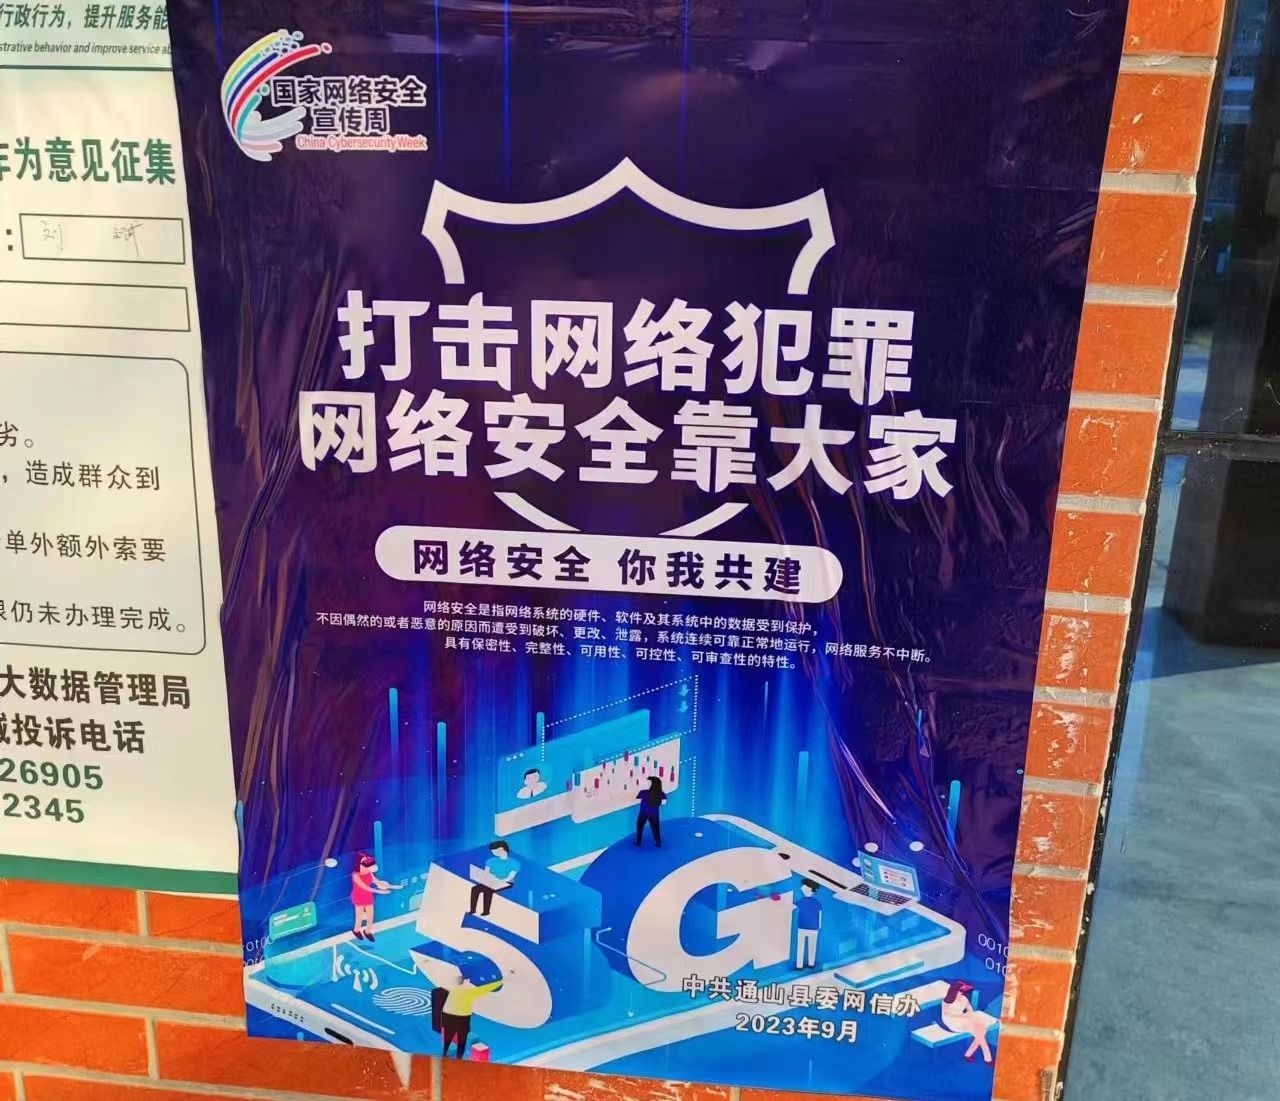 行政行为，提升服务能
strative behavior and improve service ab
为意见征集
：
刘 斌
劣。
，造成群众到
单外额外索要
仍未办理完成。
大数据管理局
投诉电话
26905
2345
国家网络安全
宣传周
China Cybersecurity Week
打击网络犯罪
网络安全靠大家
网络安全 你我共建
网络安全是指网络系统的硬件、软件及其系统中的数据受到保护，
不因偶然的或者恶意的原因而遭受到破坏、更改、泄露，系统连续可靠正常地运行，网络服务不中断。
具有保密性、完整性、可用性、可控性、可审查性的特性。
5G
0010
010
中共通山县委网信办
2023年9月